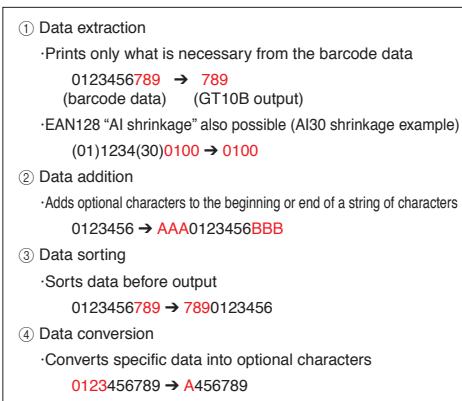 ① Data extraction
·Prints only what is necessary from the barcode data
0123456789 ➔ 789
(barcode data) (GT10B output)
·EAN128 “AI shrinkage” also possible (AI30 shrinkage example)
(01)1234(30)0100 ➔ 0100
② Data addition
·Adds optional characters to the beginning or end of a string of characters
0123456 ➔ AAA0123456BBB
③ Data sorting
·Sorts data before output
0123456789 ➔ 7890123456
④ Data conversion
·Converts specific data into optional characters
0123456789 ➔ A456789